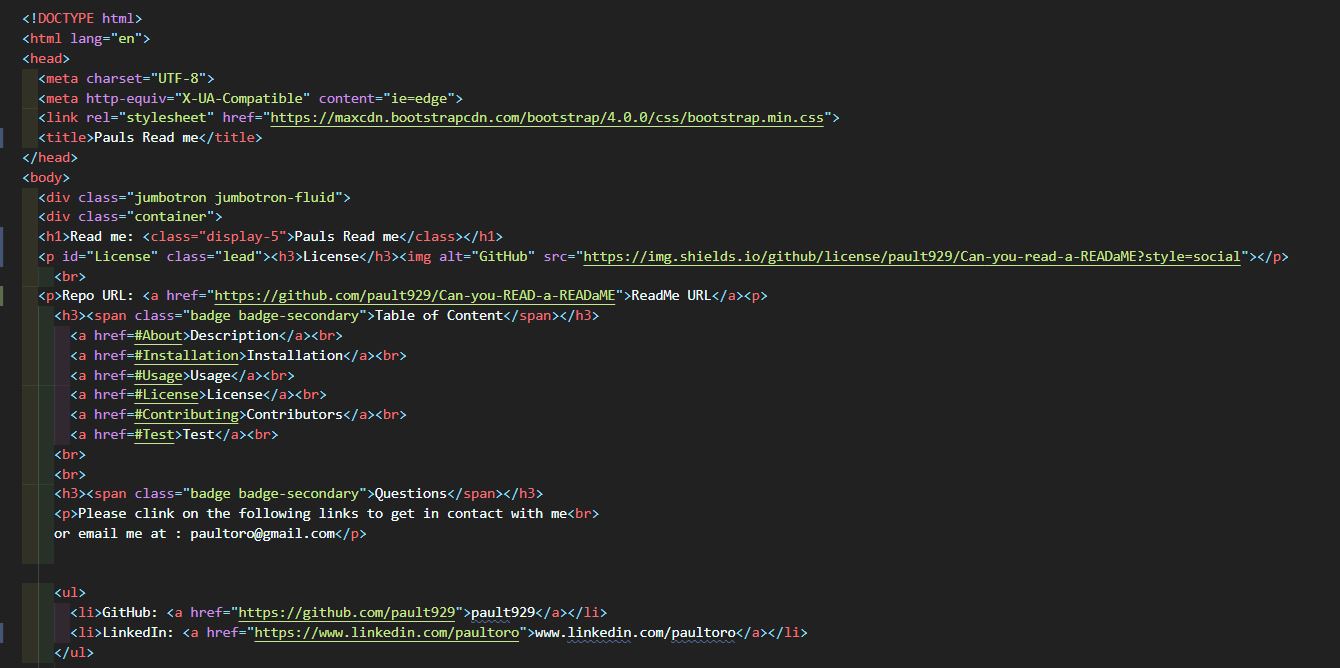 <!DOCTYPE html>
<html lang="en">
<head>
<meta charset="UTF-8">
<meta http-equiv="X-UA-Compatible" content="ie=edge">
<link rel="stylesheet" href="https://maxcdn.bootstrapcdn.com/bootstrap/4.0.0/css/bootstrap.min.css">
<title>Pauls Read me</title>
</head>
<body>
<div class="jumbotron jumbotron-fluid">
<div class="container">
<h1>Read me: <class="display-5">Pauls Read me</class></h1>
<p id="License" class="lead"><h3>License</h3><img alt="GitHub" src="https://img.shields.io/github/license/pault929/Can-you-read-a-READaME?style=social"></p>
<br>
<p>Repo URL: <a href="https://github.com/pault929/Can-you-READ-a-READaME">ReadMe URL</a><p>
<h3><span class="badge badge-secondary">Table of Content</span></h3>
<a href=#About>Description</a><br>
<a href=#Installation>Installation</a><br>
<a href=#Usage>Usage</a><br>
<a href=#License>License</a><br>
<a href=#Contributing>Contributors</a><br>
<a href=#Test>Test</a><br>
<br>
<br>
<h3><span class="badge badge-secondary">Questions</span></h3>
<p>Please clink on the following links to get in contact with me<br>
or email me at : paultoro@gmail.com</p>
<ul>
<li>GitHub: <a href="https://github.com/pault929">pault929</a></li>
<li>LinkedIn: <a href="https://www.linkedin.com/paultoro">www.linkedin.com/paultoro</a></li>
</ul>